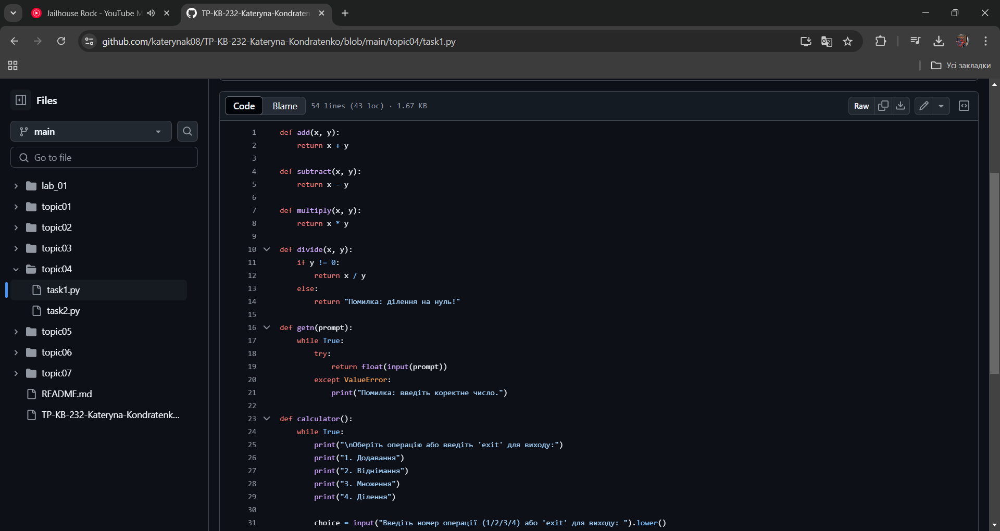 Jailhouse Rock - YouTube M
TP-KB-232-Kateryna-Kondraten
github.com/katerynak08/TP-KB-232-Kateryna-Kondratenko/blob/main/topic04/task1.py
Усі закладки
Files
main
Go to file
lab_01
topic01
topic02
topic03
topic04
task1.py
task2.py
topic05
topic06
topic07
README.md
TP-KB-232-Kateryna-Kondratenk...
Code Blame 54 lines (43 loc) · 1.67 KB Raw
1 def add(x, y):
2 return x + y
3
4 def subtract(x, y):
5 return x - y
6
7 def multiply(x, y):
8 return x * y
9
10 def divide(x, y):
11 if y != 0:
12 return x / y
13 else:
14 return "Помилка: ділення на нуль!"
15
16 def getn(prompt):
17 while True:
18 try:
19 return float(input(prompt))
20 except ValueError:
21 print("Помилка: введіть коректне число.")
22
23 def calculator():
24 while True:
25 print("\nОберіть операцію або введіть 'exit' для виходу:")
26 print("1. Додавання")
27 print("2. Віднімання")
28 print("3. Множення")
29 print("4. Ділення")
30
31 choice = input("Введіть номер операції (1/2/3/4) або 'exit' для виходу: ").lower()